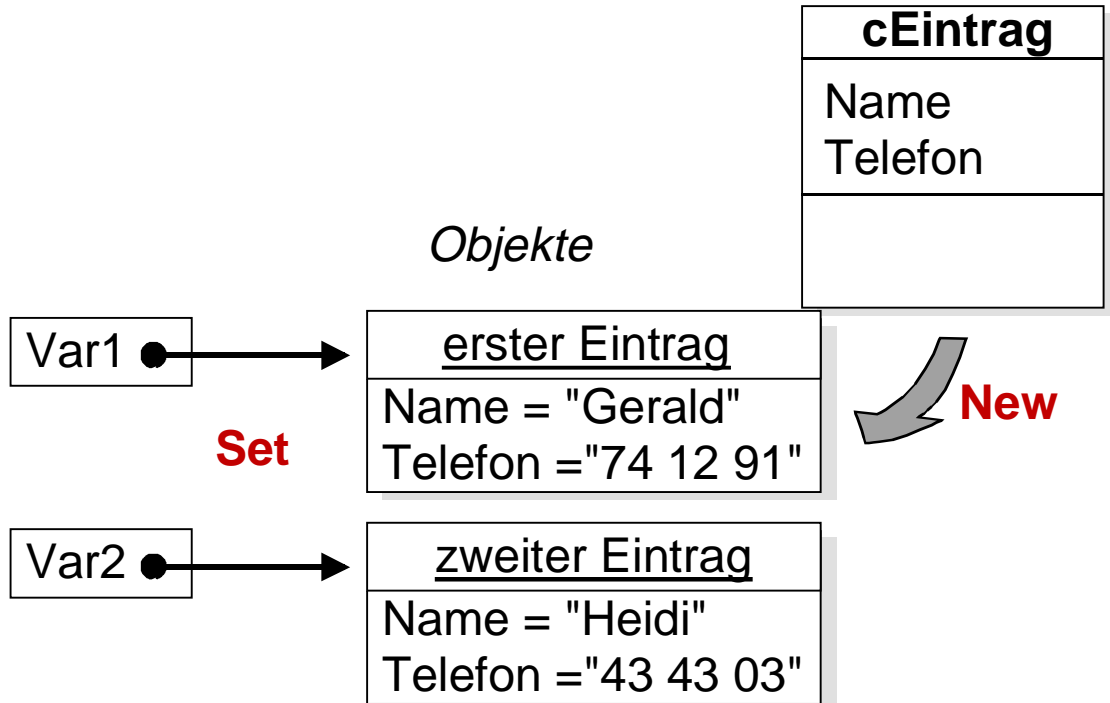 cEintrag
Name
Telefon
Objekte
Var1
erster Eintrag
Name = "Gerald"
Telefon ="74 12 91"
Set
New
Var2
zweiter Eintrag
Name = "Heidi"
Telefon ="43 43 03"